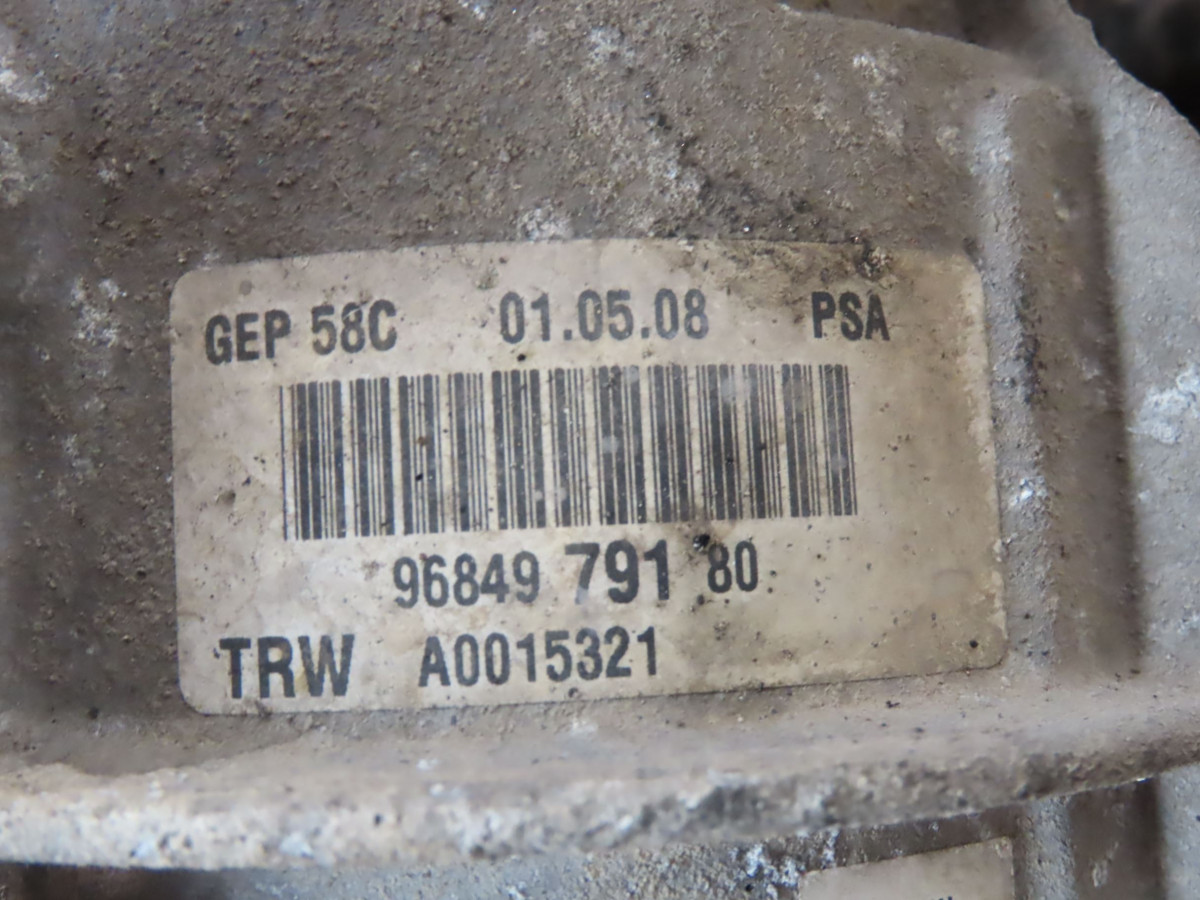 GEP 58C 01.05.08 PSA
96849 791 80
TRW A0015321